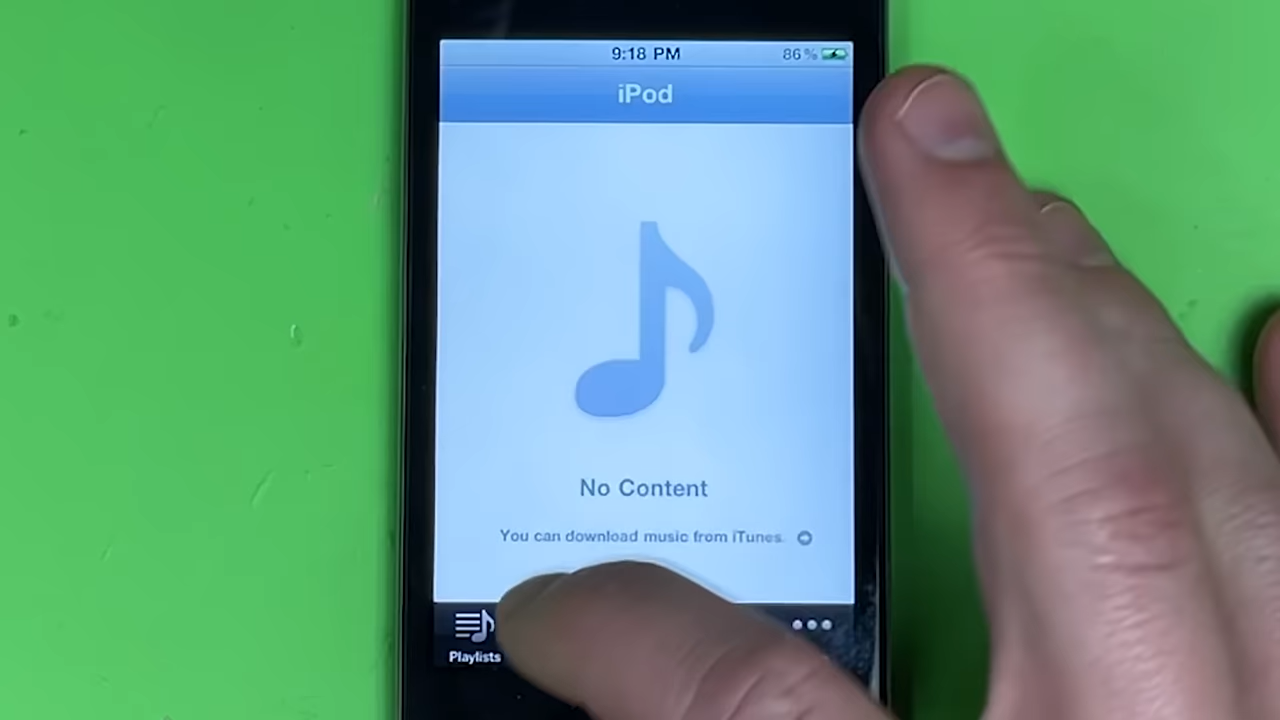 9:18 PM 86%
iPod
No Content
You can download music from iTunes.
Playlists